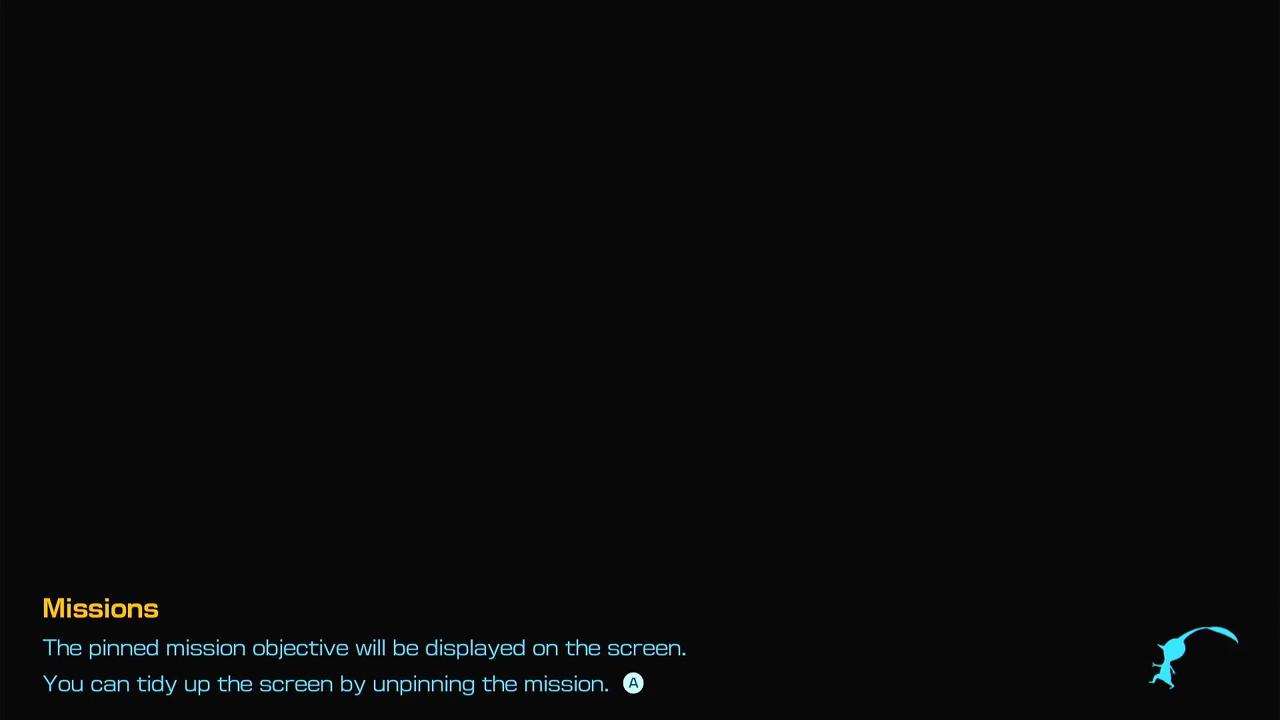 Missions
The pinned mission objective will be displayed on the screen.
You can tidy up the screen by unpinning the mission. A